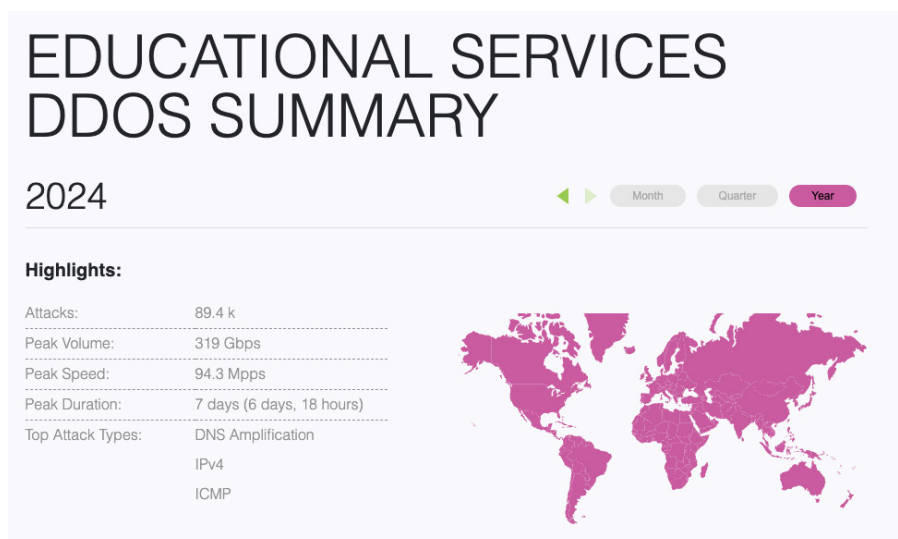 EDUCATIONAL SERVICES
DDOS SUMMARY
2024
Month
Quarter
Year
Highlights:
Attacks: 89.4 k
Peak Volume: 319 Gbps
Peak Speed: 94.3 Mpps
Peak Duration: 7 days (6 days, 18 hours)
Top Attack Types: DNS Amplification
IPv4
ICMP